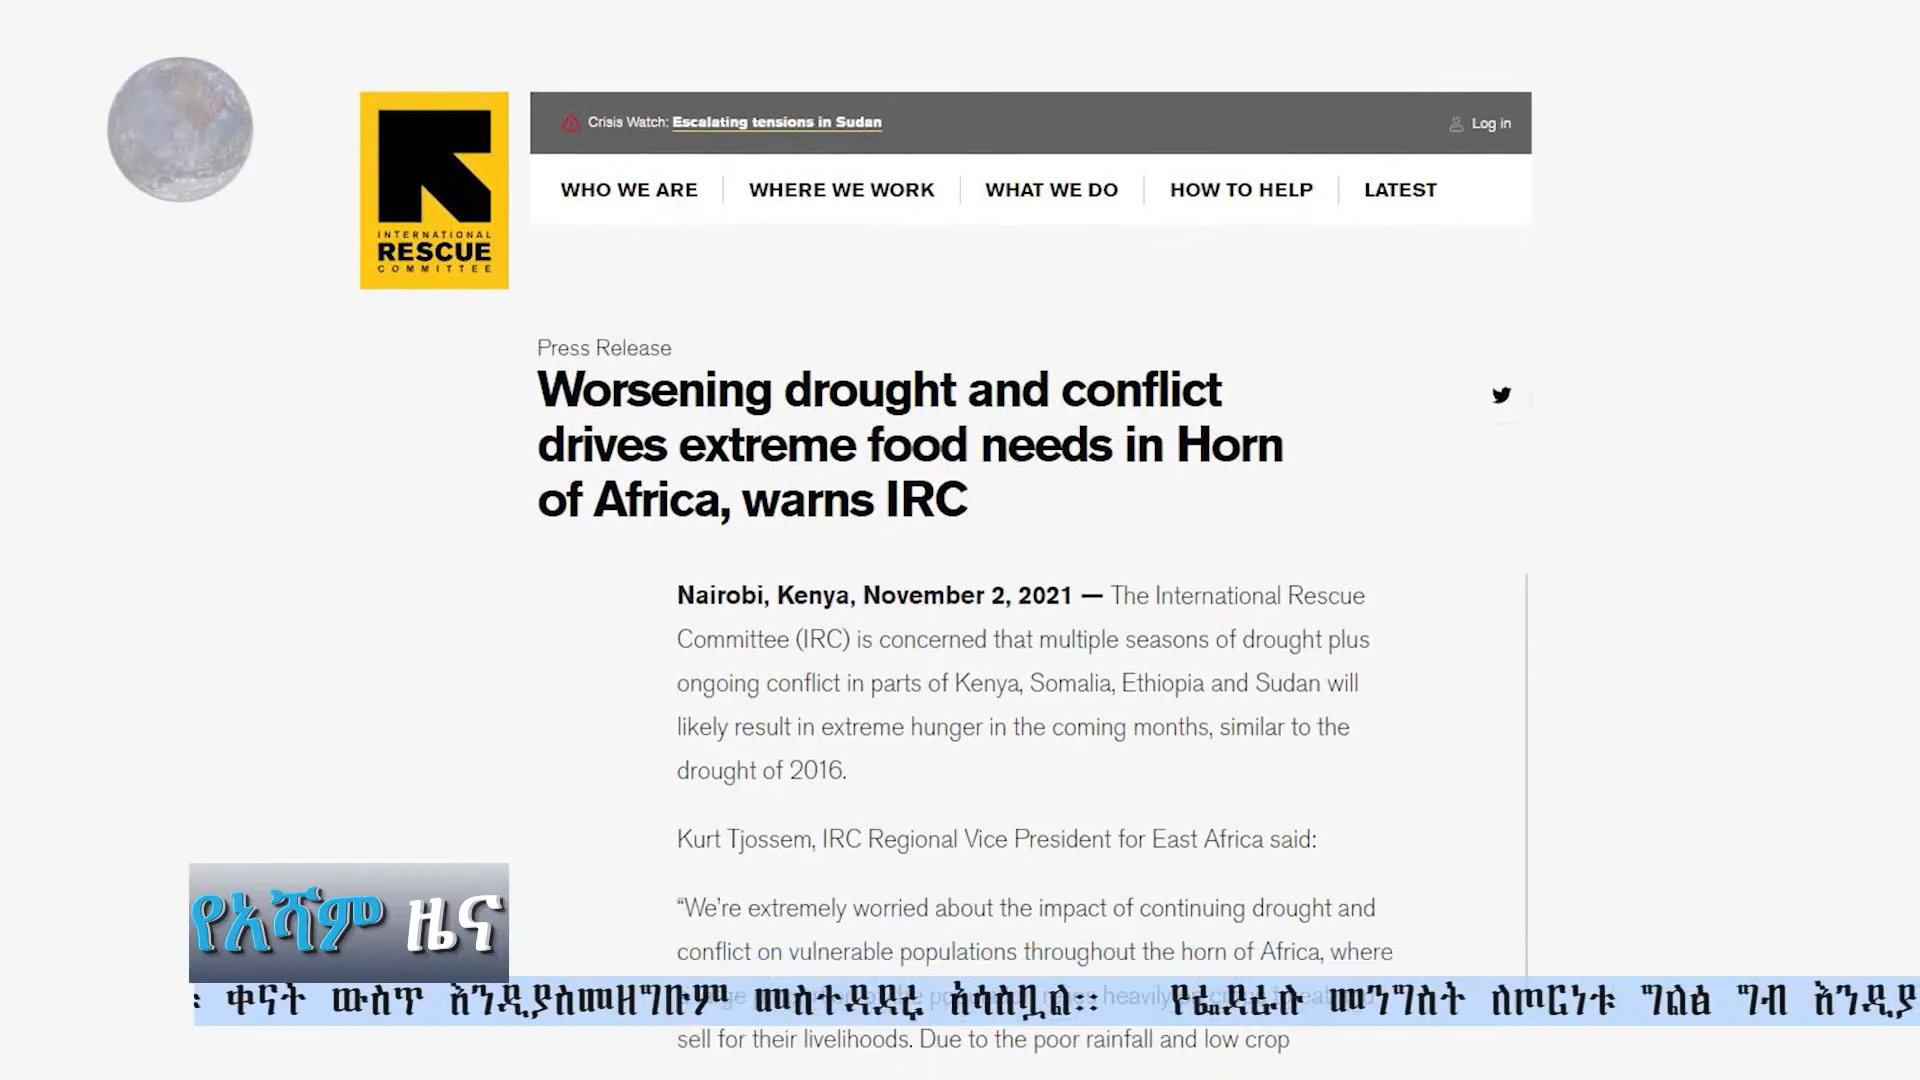 Crisis Watch: Escalating tensions in Sudan
Log in
INTERNATIONAL
RESCUE
COMMITTEE
WHO WE ARE
WHERE WE WORK
WHAT WE DO
HOW TO HELP
LATEST
Press Release
Worsening drought and conflict
drives extreme food needs in Horn
of Africa, warns IRC
Nairobi, Kenya, November 2, 2021 — The International Rescue
Committee (IRC) is concerned that multiple seasons of drought plus
ongoing conflict in parts of Kenya, Somalia, Ethiopia and Sudan will
likely result in extreme hunger in the coming months, similar to the
drought of 2016.
Kurt Tjossem, IRC Regional Vice President for East Africa said:
“We’re extremely worried about the impact of continuing drought and
conflict on vulnerable populations throughout the horn of Africa, where
sell for their livelihoods. Due to the poor rainfall and low crop
የአሻም ዜና
ቀናት ውስጥ እንዲያስመዘግቡም መስተዳድሩ አሳስቧል፡፡ የፌዴራል መንግስት ለጦርነቱ ግልፅ ግብ እንዲያ